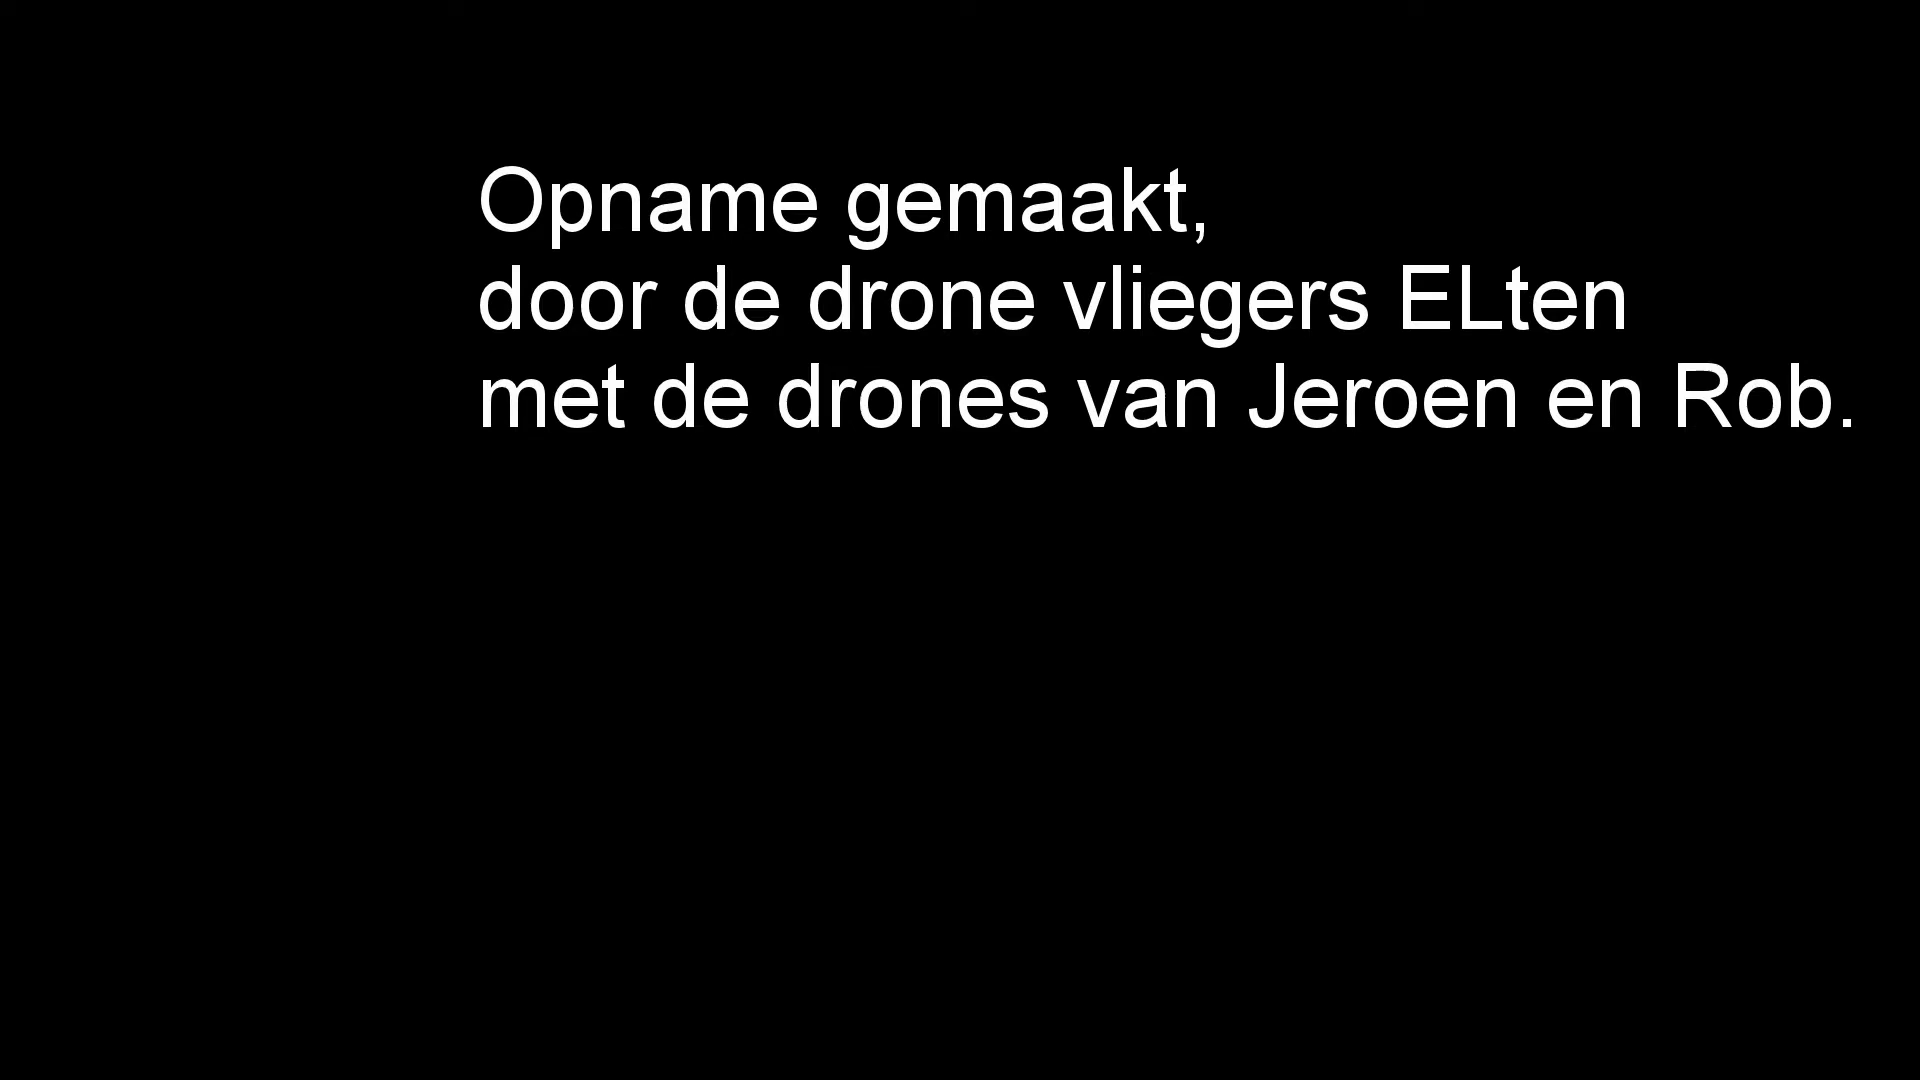 Opname gemaakt,
door de drone vliegers ELten
met de drones van Jeroen en Rob.